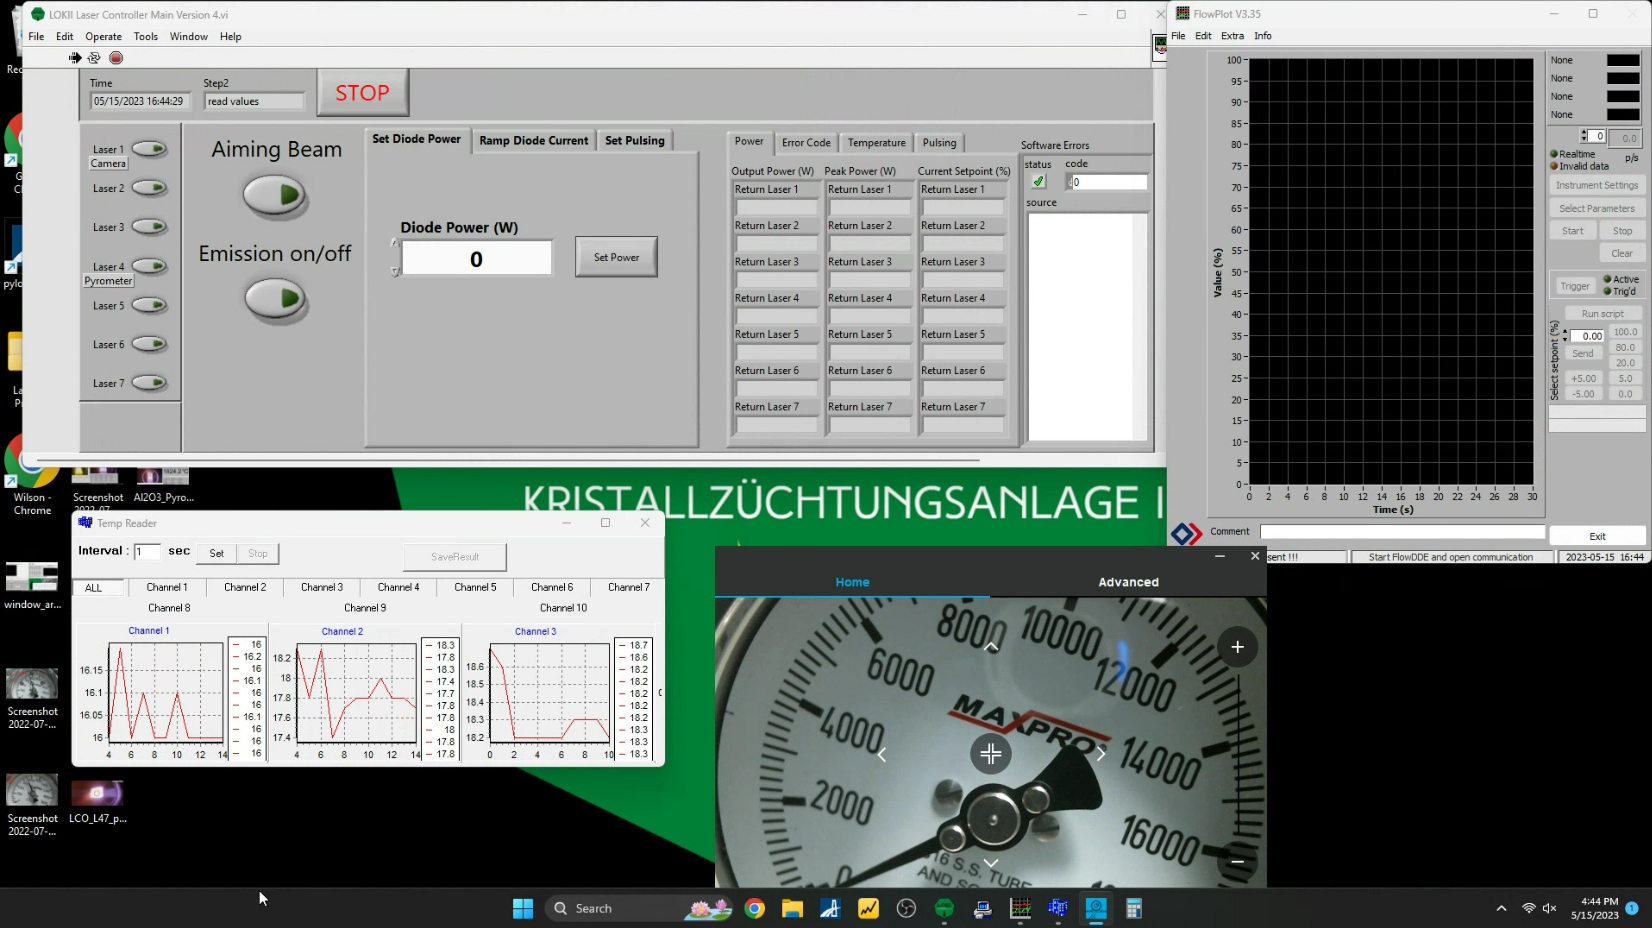 LOKII Laser Controller Main Version 4.vi
File Edit Operate Tools Window Help
Time
05/15/2023 16:44:29
Step2
read values
STOP
Laser 1
Camera
Laser 2
Laser 3
Laser 4
Pyrometer
Laser 5
Laser 6
Laser 7
Aiming Beam
Emission on/off
Set Diode Power
Ramp Diode Current
Set Pulsing
Diode Power (W)
0
Set Power
Power
Error Code
Temperature
Pulsing
Output Power (W) Peak Power (W) Current Setpoint (%)
Return Laser 1 Return Laser 1 Return Laser 1
Return Laser 2 Return Laser 2 Return Laser 2
Return Laser 3 Return Laser 3 Return Laser 3
Return Laser 4 Return Laser 4 Return Laser 4
Return Laser 5 Return Laser 5 Return Laser 5
Return Laser 6 Return Laser 6 Return Laser 6
Return Laser 7 Return Laser 7 Return Laser 7
Software Errors
status code
0
source
FlowPlot V3.35
File Edit Extra Info
100
95
90
85
80
75
70
65
60
55
50
45
40
35
30
25
20
15
10
5
0
Value (%)
0 2 4 6 8 10 12 14 16 18 20 22 24 26 28 30
Time (s)
None
None
None
None
0 0.0
Realtime p/s
Invalid data
Instrument Settings
Select Parameters
Start Stop
Clear
Trigger
Active
Trig'd
Run script
Select setpoint (%)
0.00 100.0
Send 80.0
20.0
+5.00 5.0
-5.00 0.0
Comment
Exit
sent !!!
Start FlowDDE and open communication
2023-05-15 16:44
Wilson -
Chrome
Screenshot
2022-07-...
Al2O3_Pyro...
window_ar...
Screenshot
2022-07-...
Screenshot
2022-07-...
LCO_L47_p...
KRISTALLZÜCHTUNGSANLAGE
Temp Reader
Interval : 1 sec Set Stop SaveResult
ALL Channel 1 Channel 2 Channel 3 Channel 4 Channel 5 Channel 6 Channel 7
Channel 8 Channel 9 Channel 10
Channel 1
16.15
16.1
16.05
16
4 6 8 10 12 14
16
16.2
16
16.1
16
16
16.1
16
16
16
Channel 2
18.2
18
17.8
17.6
17.4
4 6 8 10 12 14
18.3
17.8
18.3
17.4
17.7
17.8
17.8
18
17.8
17.8
Channel 3
18.6
18.5
18.4
18.3
18.2
0 2 4 6 8 10
18.7
18.6
18.2
18.2
18.2
18.2
18.2
18.3
18.3
18.3
Home
Advanced
0
2000
4000
6000
8000
10000
12000
14000
16000
MAXPRO
16 S.S. TUBE
Search
4:44 PM
5/15/2023
1